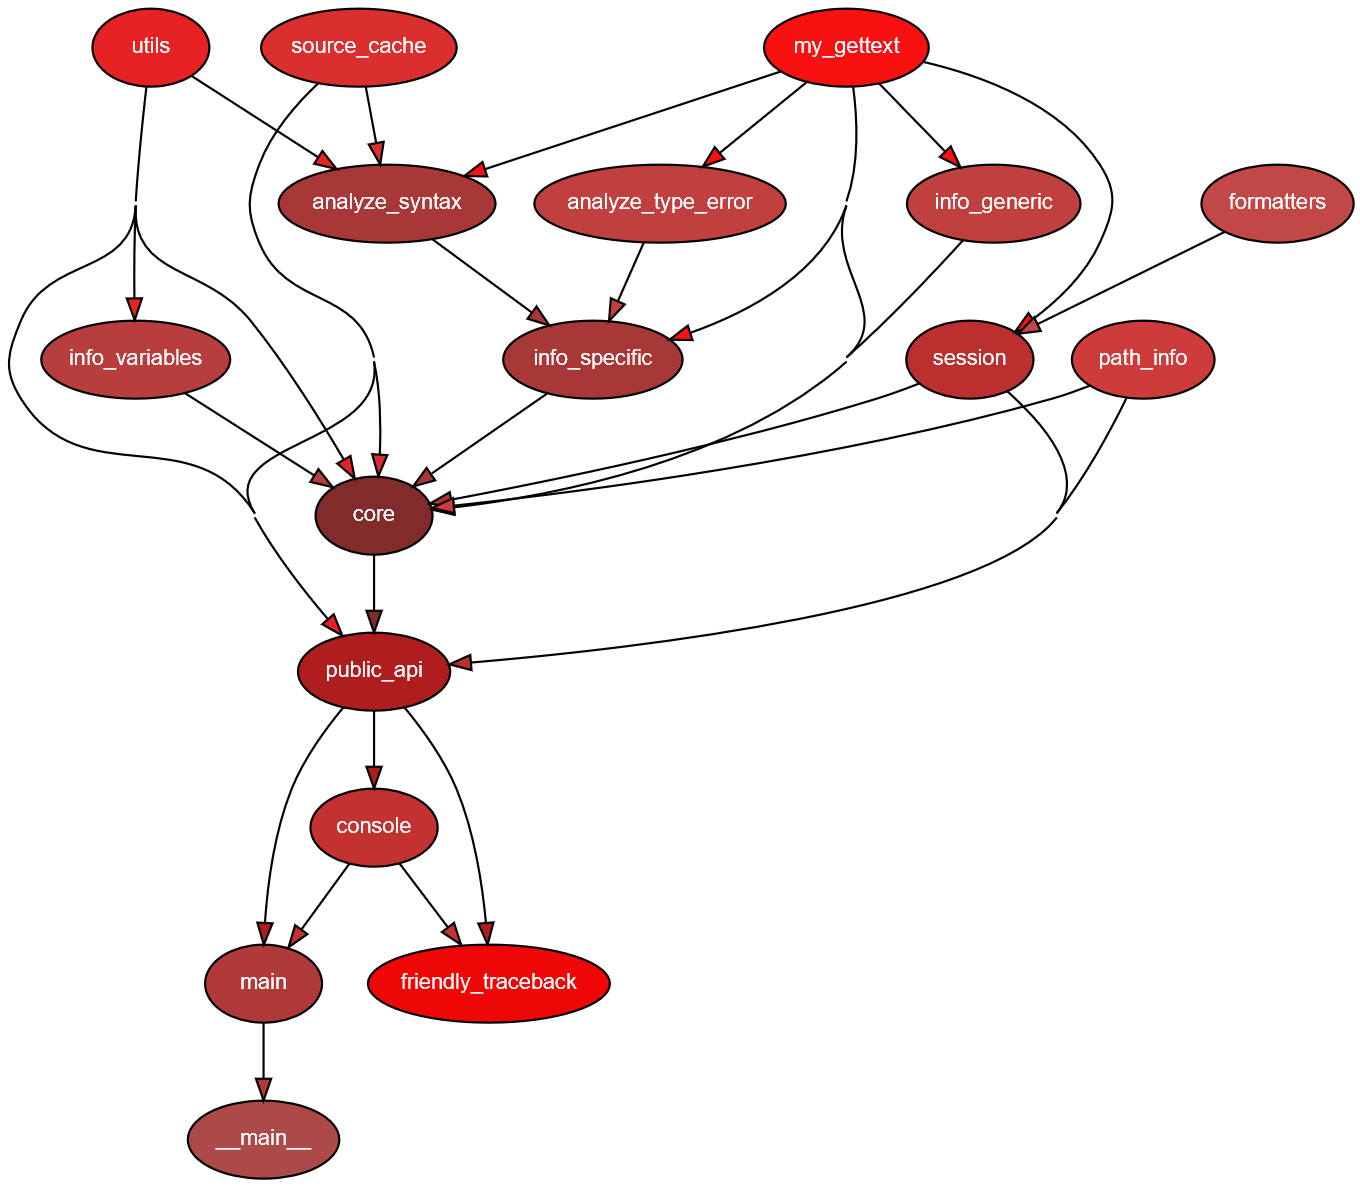 utils
source_cache
my_gettext
analyze_syntax
analyze_type_error
info_generic
formatters
info_variables
info_specific
session
path_info
core
public_api
console
main
friendly_traceback
__main__